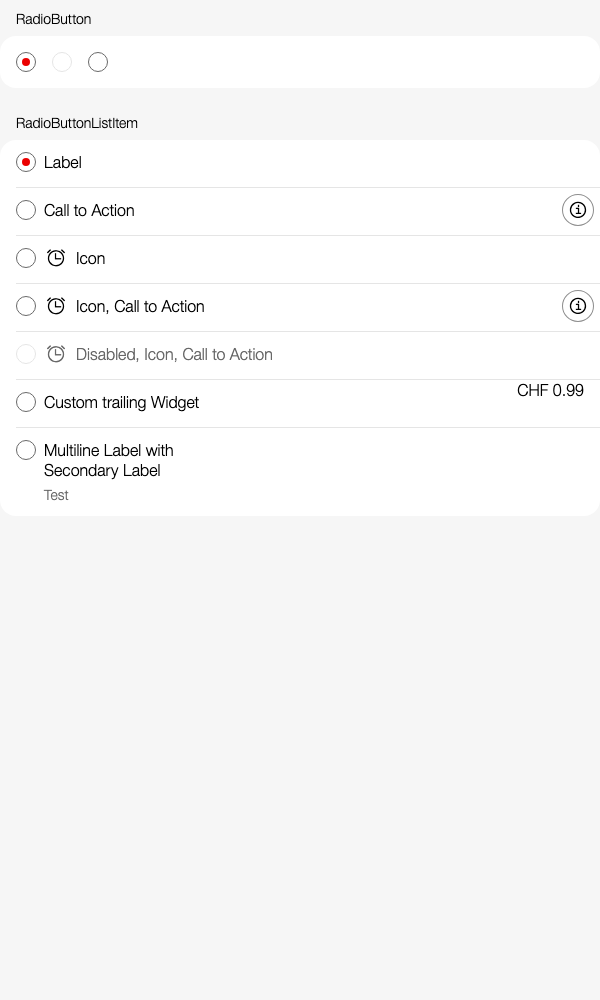 RadioButton
RadioButtonListItem
Label
Call to Action
Icon
Icon, Call to Action
Disabled, Icon, Call to Action
Custom trailing Widget
CHF 0.99
Multiline Label with
Secondary Label
Test